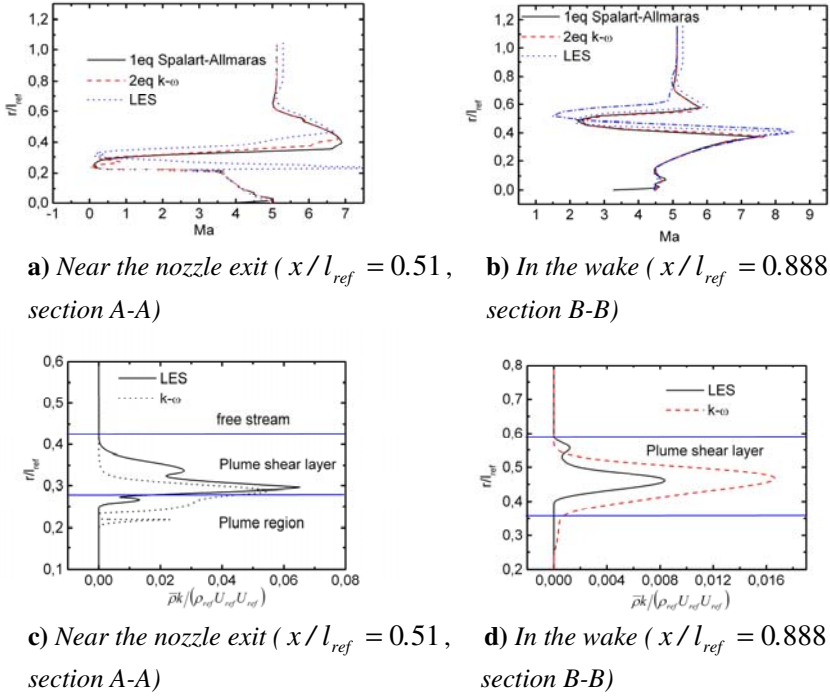 1,0
0,8
0,6
0,4
0,2
0,0
r/l_ref
1eq Spalart-Allmaras
2eq k-ω
LES
-1 0 1 2 3 4 5 6 7
Ma
1,2
1,0
0,8
0,6
0,4
0,2
0,0
r/l_ref
1eq Spalart-Allmaras
2eq k-ω
LES
1 2 3 4 5 6 7 8 9
Ma
a) Near the nozzle exit ( x/l_ref = 0.51 ,
section A-A)
b) In the wake ( x/l_ref = 0.888
section B-B)
0,6
0,5
0,4
0,3
0,2
0,1
r/l_ref
LES
k-ω
free stream
Plume shear layer
Plume region
0,00 0,02 0,04 0,06 0,08
ρ̅k/(ρ_ref U_ref U_ref)
0,8
0,7
0,6
0,5
0,4
0,3
0,2
r/l_ref
LES
k-ω
Plume shear layer
0,000 0,004 0,008 0,012 0,016
ρ̅k/(ρ_ref U_ref U_ref)
c) Near the nozzle exit ( x/l_ref = 0.51 ,
section A-A)
d) In the wake ( x/l_ref = 0.888
section B-B)